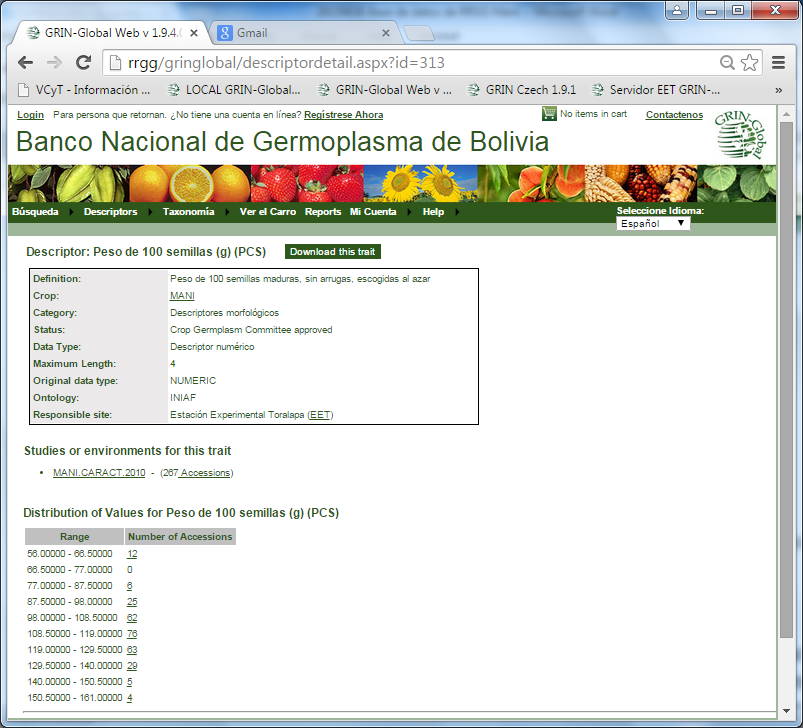 GRIN-Global Web v 1.9.4.0
Gmail
rrgg/gringlobal/descriptordetail.aspx?id=313
VCyT - Información ... LOCAL GRIN-Global... GRIN-Global Web v ... GRIN Czech 1.9.1 Servidor EET GRIN-... »
Login Para persona que retornan. ¿No tiene una cuenta en línea? Registrese Ahora No items in cart Contactenos
GRIN-Global
Banco Nacional de Germoplasma de Bolivia
Búsqueda Descriptors Taxonomía Ver el Carro Reports Mi Cuenta Help
Seleccione Idioma:
Español
Descriptor: Peso de 100 semillas (g) (PCS) Download this trait
Definition: Peso de 100 semillas maduras, sin arrugas, escogidas al azar
Crop: MANI
Category: Descriptores morfológicos
Status: Crop Germplasm Committee approved
Data Type: Descriptor numérico
Maximum Length: 4
Original data type: NUMERIC
Ontology: INIAF
Responsible site: Estación Experimental Toralapa (EET)
Studies or environments for this trait
• MANI.CARACT.2010 - (267 Accessions)
Distribution of Values for Peso de 100 semillas (g) (PCS)
Range Number of Accessions
56.00000 - 66.50000 12
66.50000 - 77.00000 0
77.00000 - 87.50000 6
87.50000 - 98.00000 25
98.00000 - 108.50000 62
108.50000 - 119.00000 76
119.00000 - 129.50000 63
129.50000 - 140.00000 29
140.00000 - 150.50000 5
150.50000 - 161.00000 4